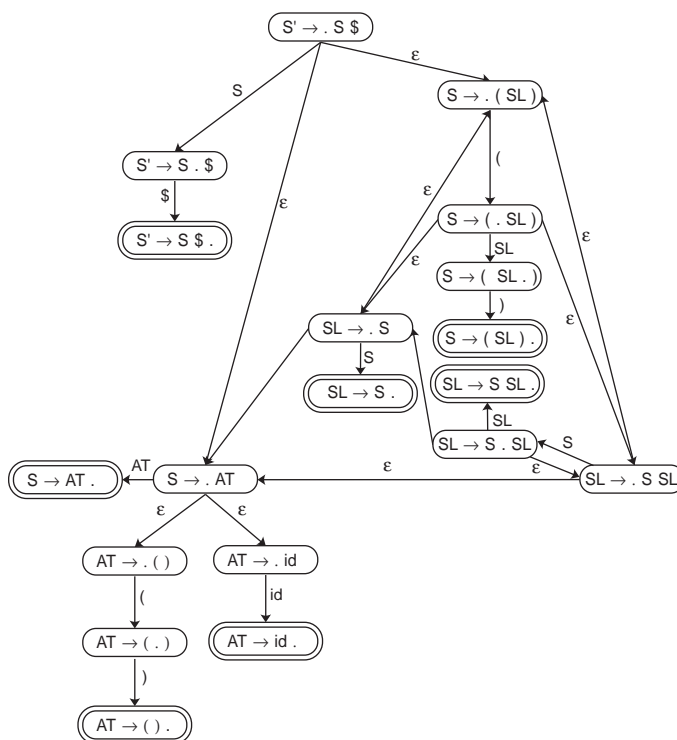 S' → . S $
ε
S → . ( SL )
S
S' → S . $
(
ε
$
ε
S → ( . SL )
S' → S $ .
ε
SL
ε
S → ( SL . )
)
SL → . S
ε
S → ( SL ) .
S
SL → S .
SL → S SL .
SL
SL → S . SL
S
AT
ε
ε
S → AT .
S → . AT
SL → . S SL
ε
ε
AT → . ( )
AT → . id
(
id
AT → ( . )
AT → id .
)
AT → ( ) .